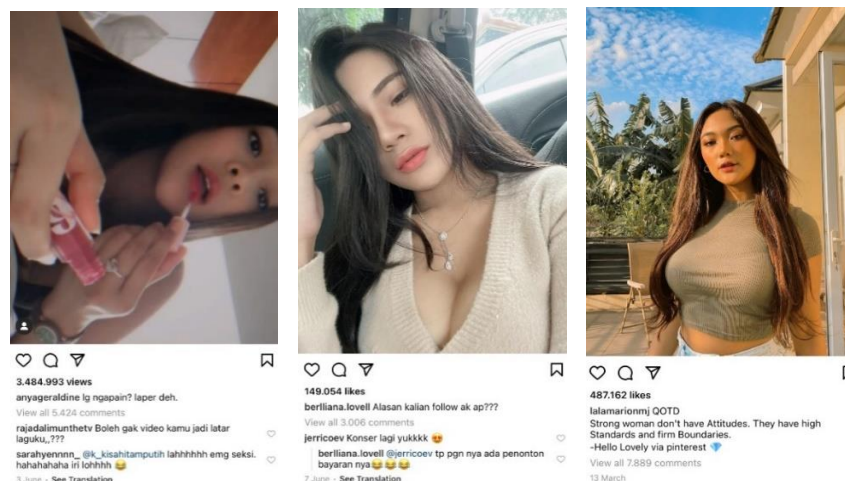 3.484.993 views
anyageraldine lg ngapain? laper deh.
View all 5.424 comments
rajadalimunthetv Boleh gak video kamu jadi latar
laguku,,???
sarahyennnn_ @k_kisahitamputih lahhhhhh emg seksi.
hahahahaha iri lohhhh 😂
3 June · See Translation
149.054 likes
berlliana.lovell Alasan kalian follow ak ap???
View all 3.006 comments
jerricoev Konser lagi yukkkk 😍
berlliana.lovell @jerricoev tp pgn nya ada penonton
bayaran nya😂😂😂
7 June · See Translation
487.162 likes
lalamarionmj QOTD
Strong woman don't have Attitudes. They have high
Standards and firm Boundaries.
-Hello Lovely via pinterest 💎
View all 7.889 comments
13 March